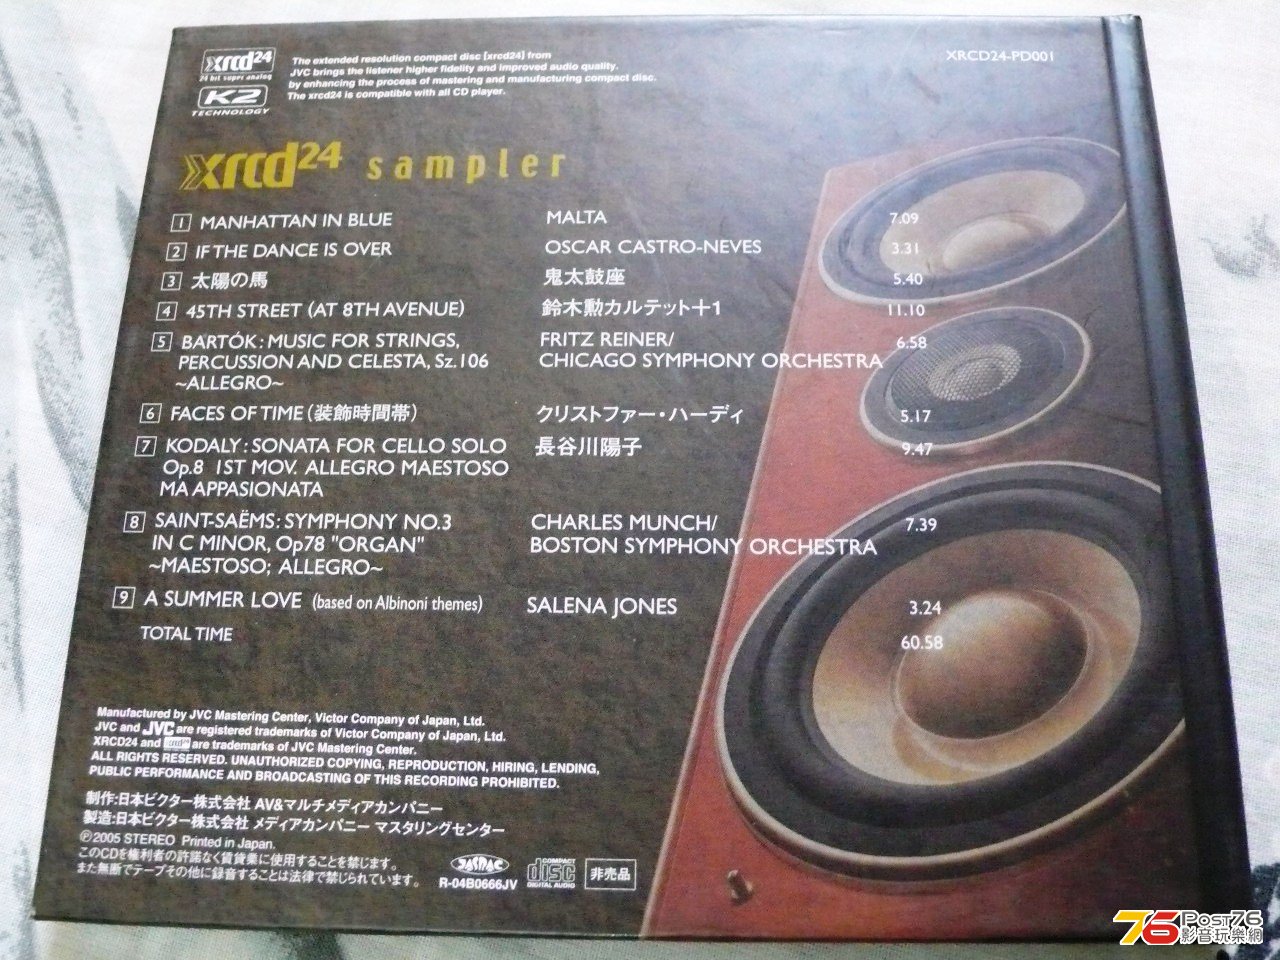 xrcd24
24 bit super analog
K2
TECHNOLOGY
The extended resolution compact disc [xrcd24] from
JVC brings the listener higher fidelity and improved audio quality.
by enhancing the process of mastering and manufacturing compact disc.
The xrcd24 is compatible with all CD player.
XRCD24-PD001
xrcd24 sampler
1 MANHATTAN IN BLUE MALTA 7.09
2 IF THE DANCE IS OVER OSCAR CASTRO-NEVES 3.31
3 太陽の馬 鬼太鼓座 5.40
4 45TH STREET (AT 8TH AVENUE) 鈴木勲カルテット+1 11.10
5 BARTÓK: MUSIC FOR STRINGS, FRITZ REINER/ 6.58
PERCUSSION AND CELESTA, Sz.106 CHICAGO SYMPHONY ORCHESTRA
~ALLEGRO~
6 FACES OF TIME (装飾時間帯) クリストファー・ハーディ 5.17
7 KODALY: SONATA FOR CELLO SOLO 長谷川陽子 9.47
Op.8 1ST MOV. ALLEGRO MAESTOSO
MA APPASIONATA
8 SAINT-SAËMS: SYMPHONY NO.3 CHARLES MUNCH/ 7.39
IN C MINOR, Op78 "ORGAN" BOSTON SYMPHONY ORCHESTRA
~MAESTOSO; ALLEGRO~
9 A SUMMER LOVE (based on Albinoni themes) SALENA JONES 3.24
TOTAL TIME 60.58
Manufactured by JVC Mastering Center, Victor Company of Japan, Ltd.
JVC and JVC are registered trademarks of Victor Company of Japan, Ltd.
XRCD24 and xrcd24 are trademarks of JVC Mastering Center.
ALL RIGHTS RESERVED. UNAUTHORIZED COPYING, REPRODUCTION, HIRING, LENDING,
PUBLIC PERFORMANCE AND BROADCASTING OF THIS RECORDING PROHIBITED.
制作:日本ビクター株式会社 AV&マルチメディアカンパニー
製造:日本ビクター株式会社 メディアカンパニー マスタリングセンター
Ⓟ2005 STEREO Printed in Japan.
このCDを権利者の許諾なく賃貸業に使用することを禁じます。
また無断でテープその他に録音することは法律で禁じられています。
JASRAC
R-04B0666JV
COMPACT
disc
DIGITAL AUDIO
非売品
76 Post76
影音玩樂網